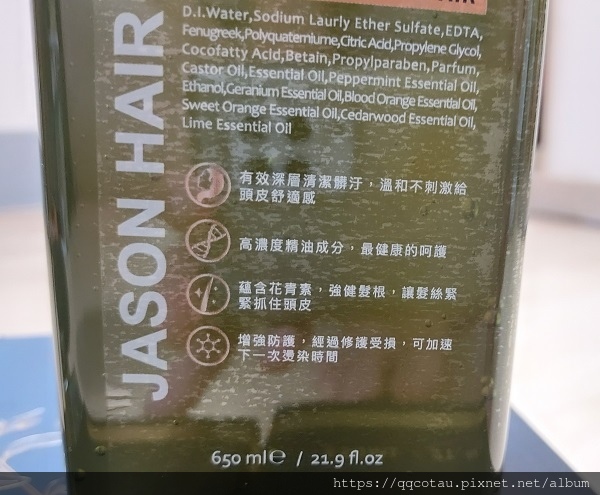 D.I.Water,Sodium Laurly Ether Sulfate,EDTA,
Fenugreek,Polyquaterniume,Citric Acid,Propylene Glycol,
Cocofatty Acid,Betain,Propylparaben,Parfum,
Castor Oil,Essential Oil,Peppermint Essential Oil,
Ethanol,Geranium Essential Oil,Blood Orange Essential Oil,
Sweet Orange Essential Oil,Cedarwood Essential Oil,
Lime Essential Oil
JASON HAIR
有效深層清潔髒汙，溫和不刺激給
頭皮舒適感
高濃度精油成分，最健康的呵護
蘊含花青素，強健髮根，讓髮絲緊
緊抓住頭皮
增強防護，經過修護受損，可加速
下一次燙染時間
650 ml℮ / 21.9 fl.oz
https://qqcotau.pixnet.net/album